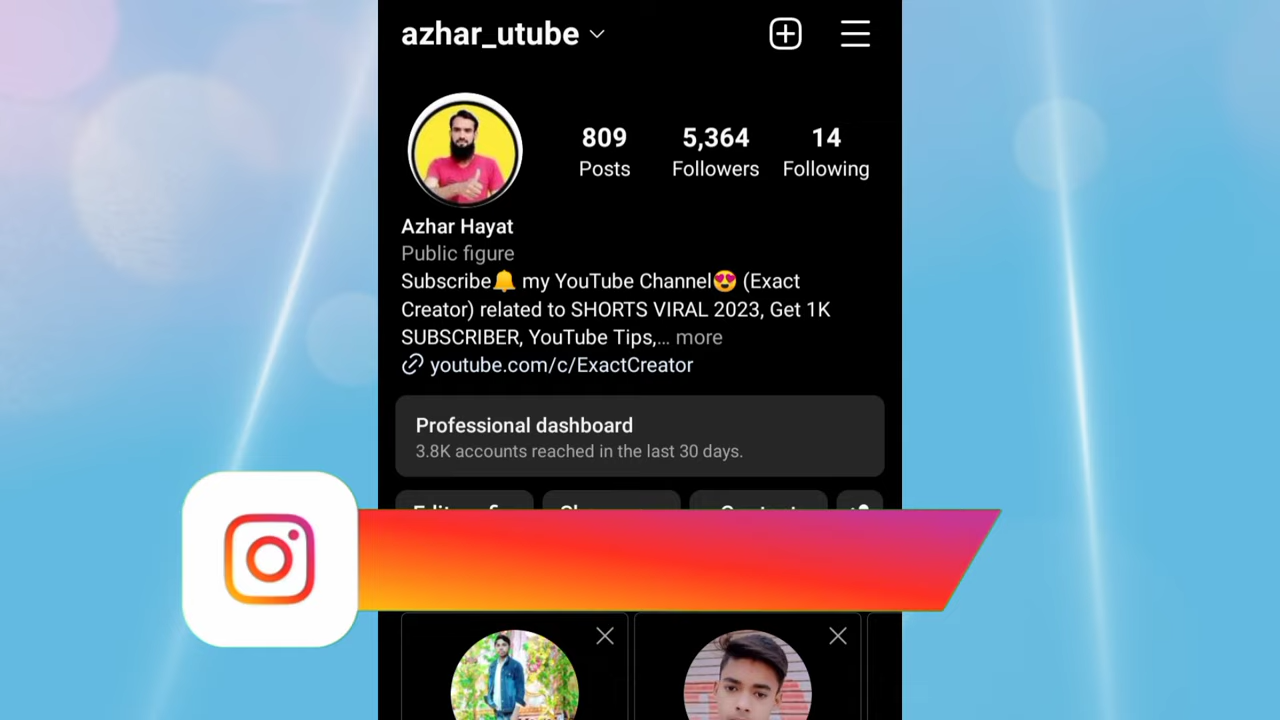 azhar_utube
809 5,364 14
Posts Followers Following
Azhar Hayat
Public figure
Subscribe🔔 my YouTube Channel😍 (Exact
Creator) related to SHORTS VIRAL 2023, Get 1K
SUBSCRIBER, YouTube Tips,... more
youtube.com/c/ExactCreator
Professional dashboard
3.8K accounts reached in the last 30 days.